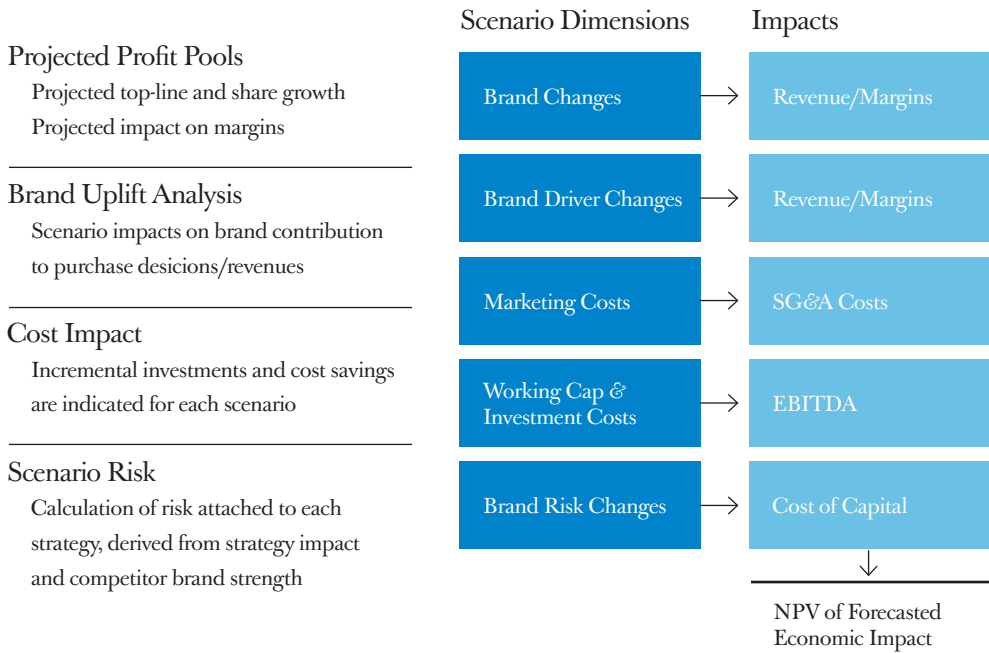 Projected Profit Pools
Projected top-line and share growth
Projected impact on margins
Brand Uplift Analysis
Scenario impacts on brand contribution
to purchase desicions/revenues
Cost Impact
Incremental investments and cost savings
are indicated for each scenario
Scenario Risk
Calculation of risk attached to each
strategy, derived from strategy impact
and competitor brand strength
Scenario Dimensions
Impacts
Brand Changes
Revenue/Margins
Brand Driver Changes
Revenue/Margins
Marketing Costs
SG&A Costs
Working Cap &
Investment Costs
EBITDA
Brand Risk Changes
Cost of Capital
NPV of Forecasted
Economic Impact